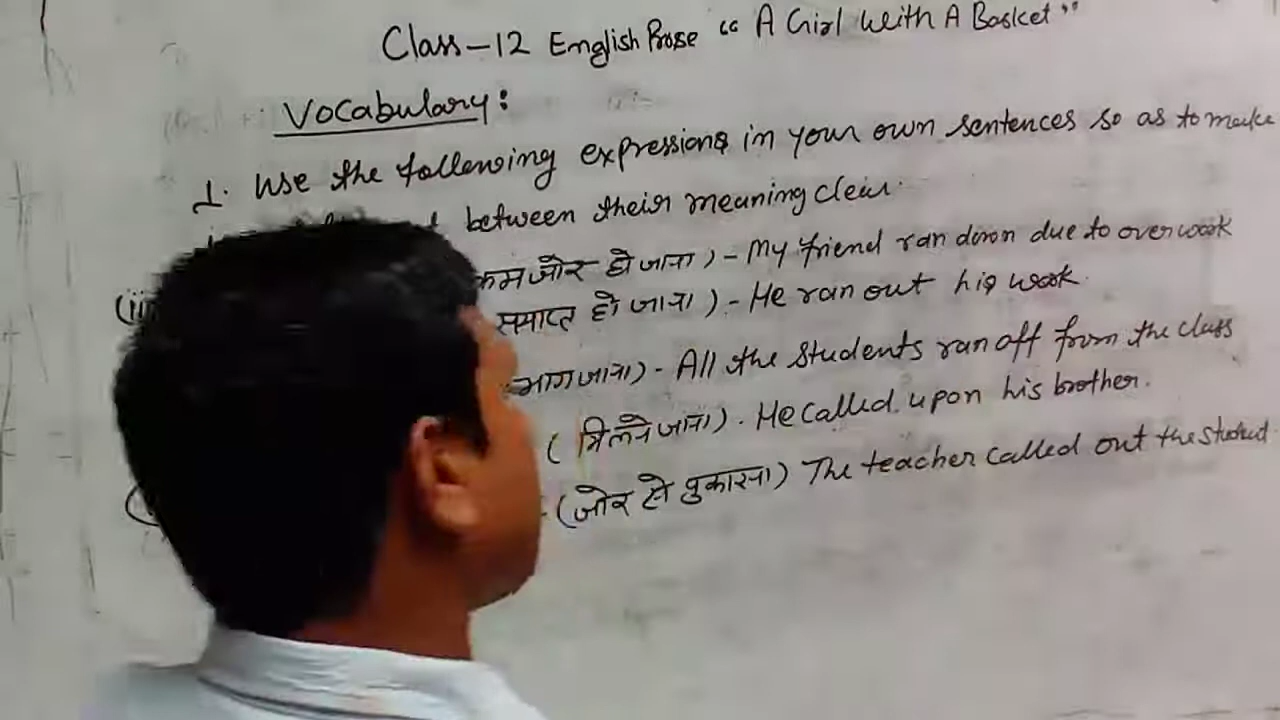 Class-12 English Prose "A Girl With A Basket"
Vocabulary:
1. Use the following expressions in your own sentences so as to make
between their meaning clear.
(ii कमजोर हो जाना) - My friend ran down due to overwork
समाप्त हो जाना) - He ran out his work.
भाग जाना) - All the students ran off from the class
(मिलने जाना). He called upon his brother.
(जोर से पुकारना) The teacher called out the student.